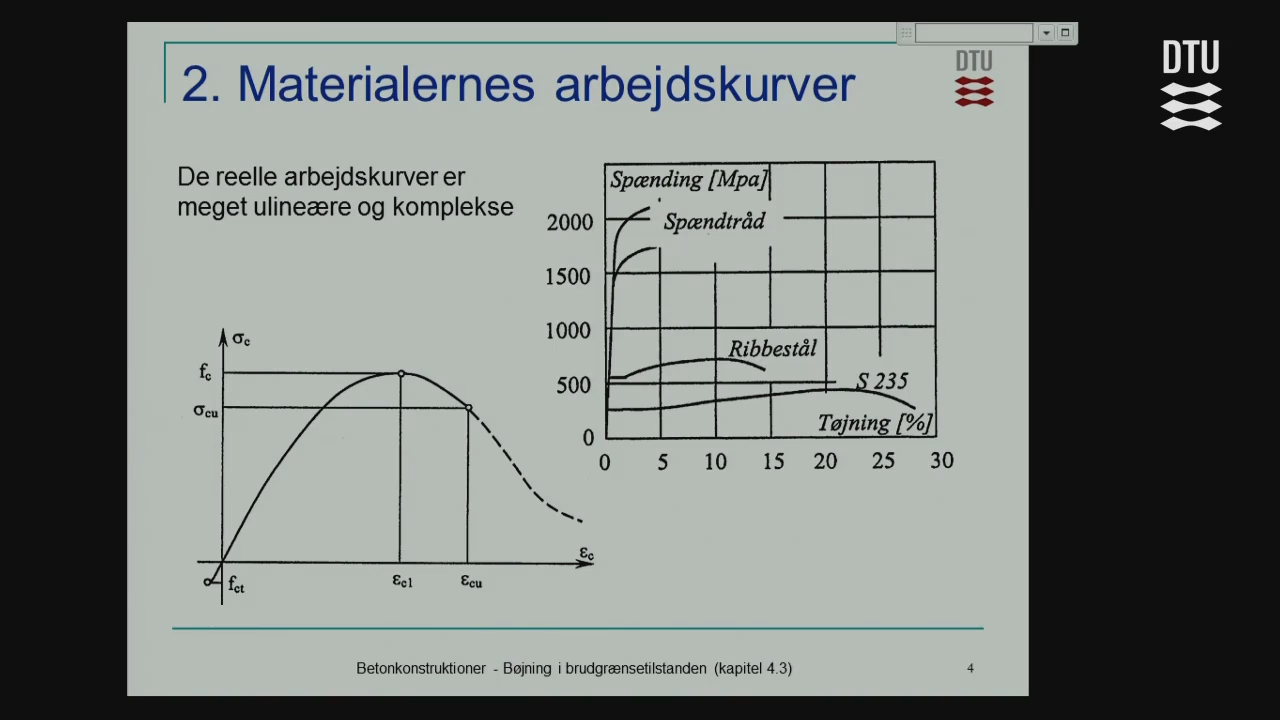 2. Materialernes arbejdskurver
DTU
DTU
De reelle arbejdskurver er
meget ulineære og komplekse
Spænding [Mpa]
2000
Spændtråd
1500
1000
Ribbestål
500
S 235
Tøjning [%]
0
0 5 10 15 20 25 30
σc
fc
σcu
εc
fct
εc1
εcu
Betonkonstruktioner - Bøjning i brudgrænsetilstanden (kapitel 4.3)
4